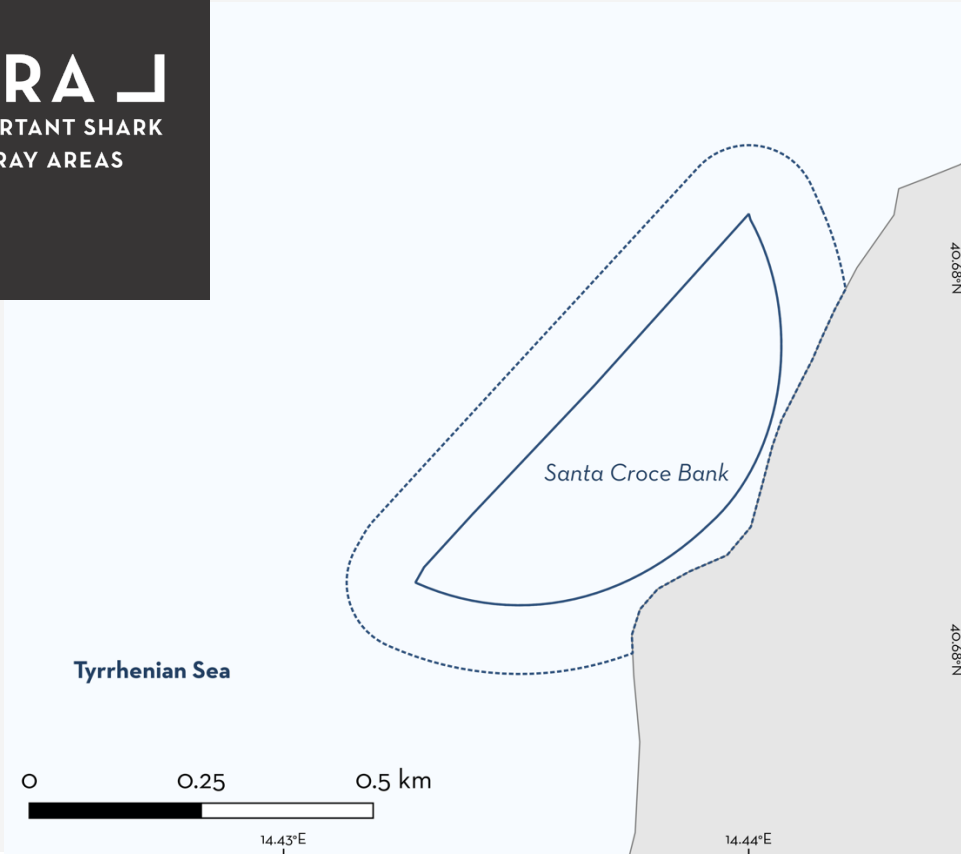 RA
RTANT SHARK
RAY AREAS
40.68°N
Santa Croce Bank
40.68°N
Tyrrhenian Sea
0 0.25 0.5 km
14.43°E 14.44°E